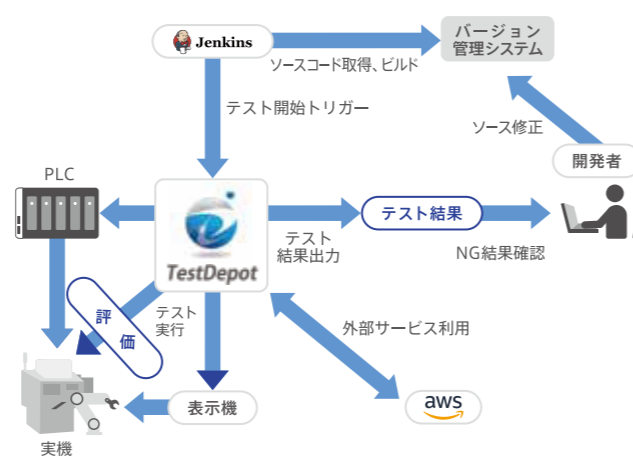 Jenkins
バージョン
管理システム
ソースコード取得、ビルド
テスト開始トリガー
ソース修正
開発者
PLC
テスト結果
テスト
結果出力
NG結果確認
TestDepot
評価
テスト
実行
外部サービス利用
表示機
aws
実機